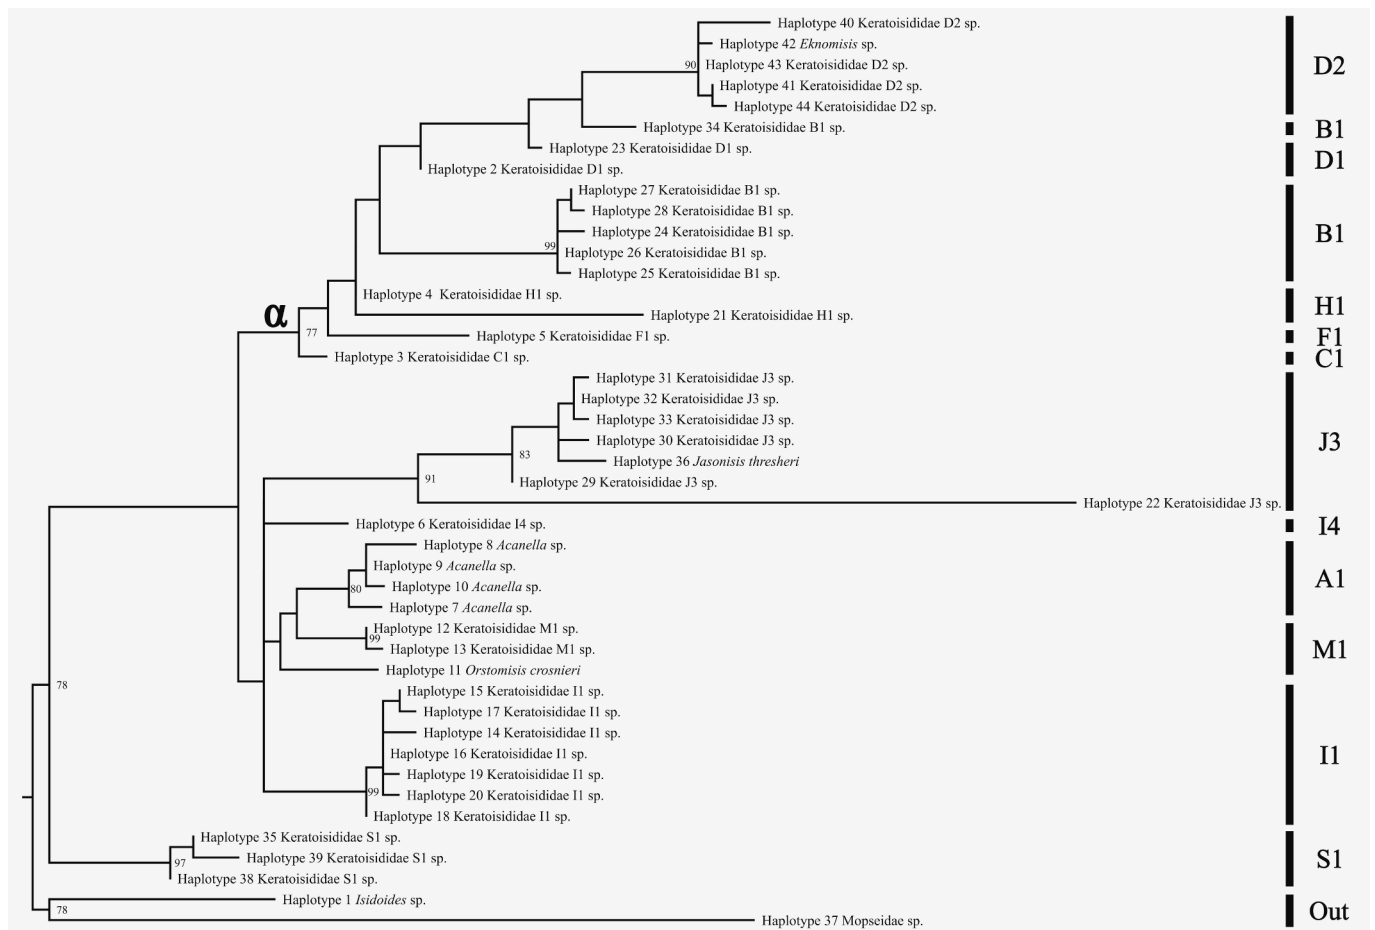 Haplotype 40 Keratoisididae D2 sp.
Haplotype 42 Eknomisis sp.
90
Haplotype 43 Keratoisididae D2 sp.
D2
Haplotype 41 Keratoisididae D2 sp.
Haplotype 44 Keratoisididae D2 sp.
Haplotype 34 Keratoisididae B1 sp.
B1
Haplotype 23 Keratoisididae D1 sp.
D1
Haplotype 2 Keratoisididae D1 sp.
Haplotype 27 Keratoisididae B1 sp.
Haplotype 28 Keratoisididae B1 sp.
Haplotype 24 Keratoisididae B1 sp.
B1
99
Haplotype 26 Keratoisididae B1 sp.
Haplotype 25 Keratoisididae B1 sp.
Haplotype 4 Keratoisididae H1 sp.
H1
α
Haplotype 21 Keratoisididae H1 sp.
77
Haplotype 5 Keratoisididae F1 sp.
F1
Haplotype 3 Keratoisididae C1 sp.
C1
Haplotype 31 Keratoisididae J3 sp.
Haplotype 32 Keratoisididae J3 sp.
Haplotype 33 Keratoisididae J3 sp.
Haplotype 30 Keratoisididae J3 sp.
J3
83
Haplotype 36 Jasonisis thresheri
91
Haplotype 29 Keratoisididae J3 sp.
Haplotype 22 Keratoisididae J3 sp.
Haplotype 6 Keratoisididae I4 sp.
I4
Haplotype 8 Acanella sp.
Haplotype 9 Acanella sp.
A1
80
Haplotype 10 Acanella sp.
Haplotype 7 Acanella sp.
Haplotype 12 Keratoisididae M1 sp.
99
Haplotype 13 Keratoisididae M1 sp.
M1
Haplotype 11 Orstomisis crosnieri
78
Haplotype 15 Keratoisididae I1 sp.
Haplotype 17 Keratoisididae I1 sp.
Haplotype 14 Keratoisididae I1 sp.
Haplotype 16 Keratoisididae I1 sp.
I1
Haplotype 19 Keratoisididae I1 sp.
99
Haplotype 20 Keratoisididae I1 sp.
Haplotype 18 Keratoisididae I1 sp.
Haplotype 35 Keratoisididae S1 sp.
97
Haplotype 39 Keratoisididae S1 sp.
S1
Haplotype 38 Keratoisididae S1 sp.
Haplotype 1 Isidoides sp.
78
Out
Haplotype 37 Mopseidae sp.